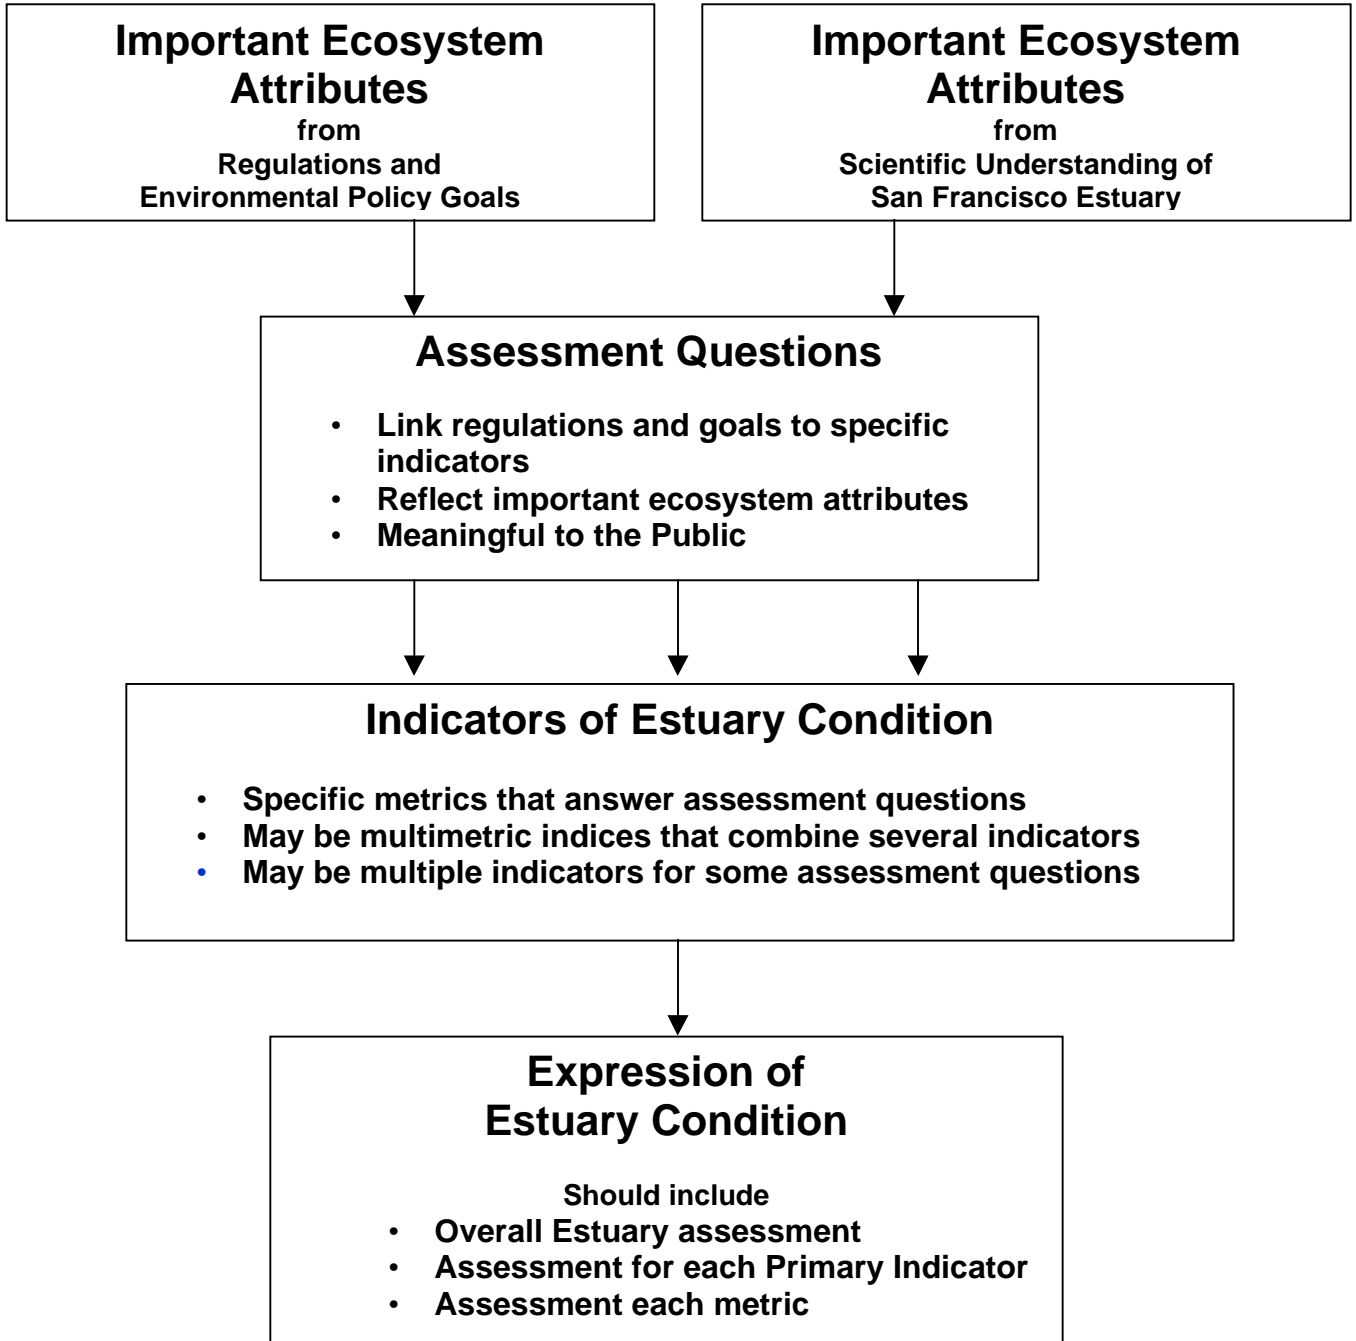 Important Ecosystem
Attributes
from
Regulations and
Environmental Policy Goals
Important Ecosystem
Attributes
from
Scientific Understanding of
San Francisco Estuary
Assessment Questions
• Link regulations and goals to specific
indicators
• Reflect important ecosystem attributes
• Meaningful to the Public
Indicators of Estuary Condition
• Specific metrics that answer assessment questions
• May be multimetric indices that combine several indicators
• May be multiple indicators for some assessment questions
Expression of
Estuary Condition
Should include
• Overall Estuary assessment
• Assessment for each Primary Indicator
• Assessment each metric